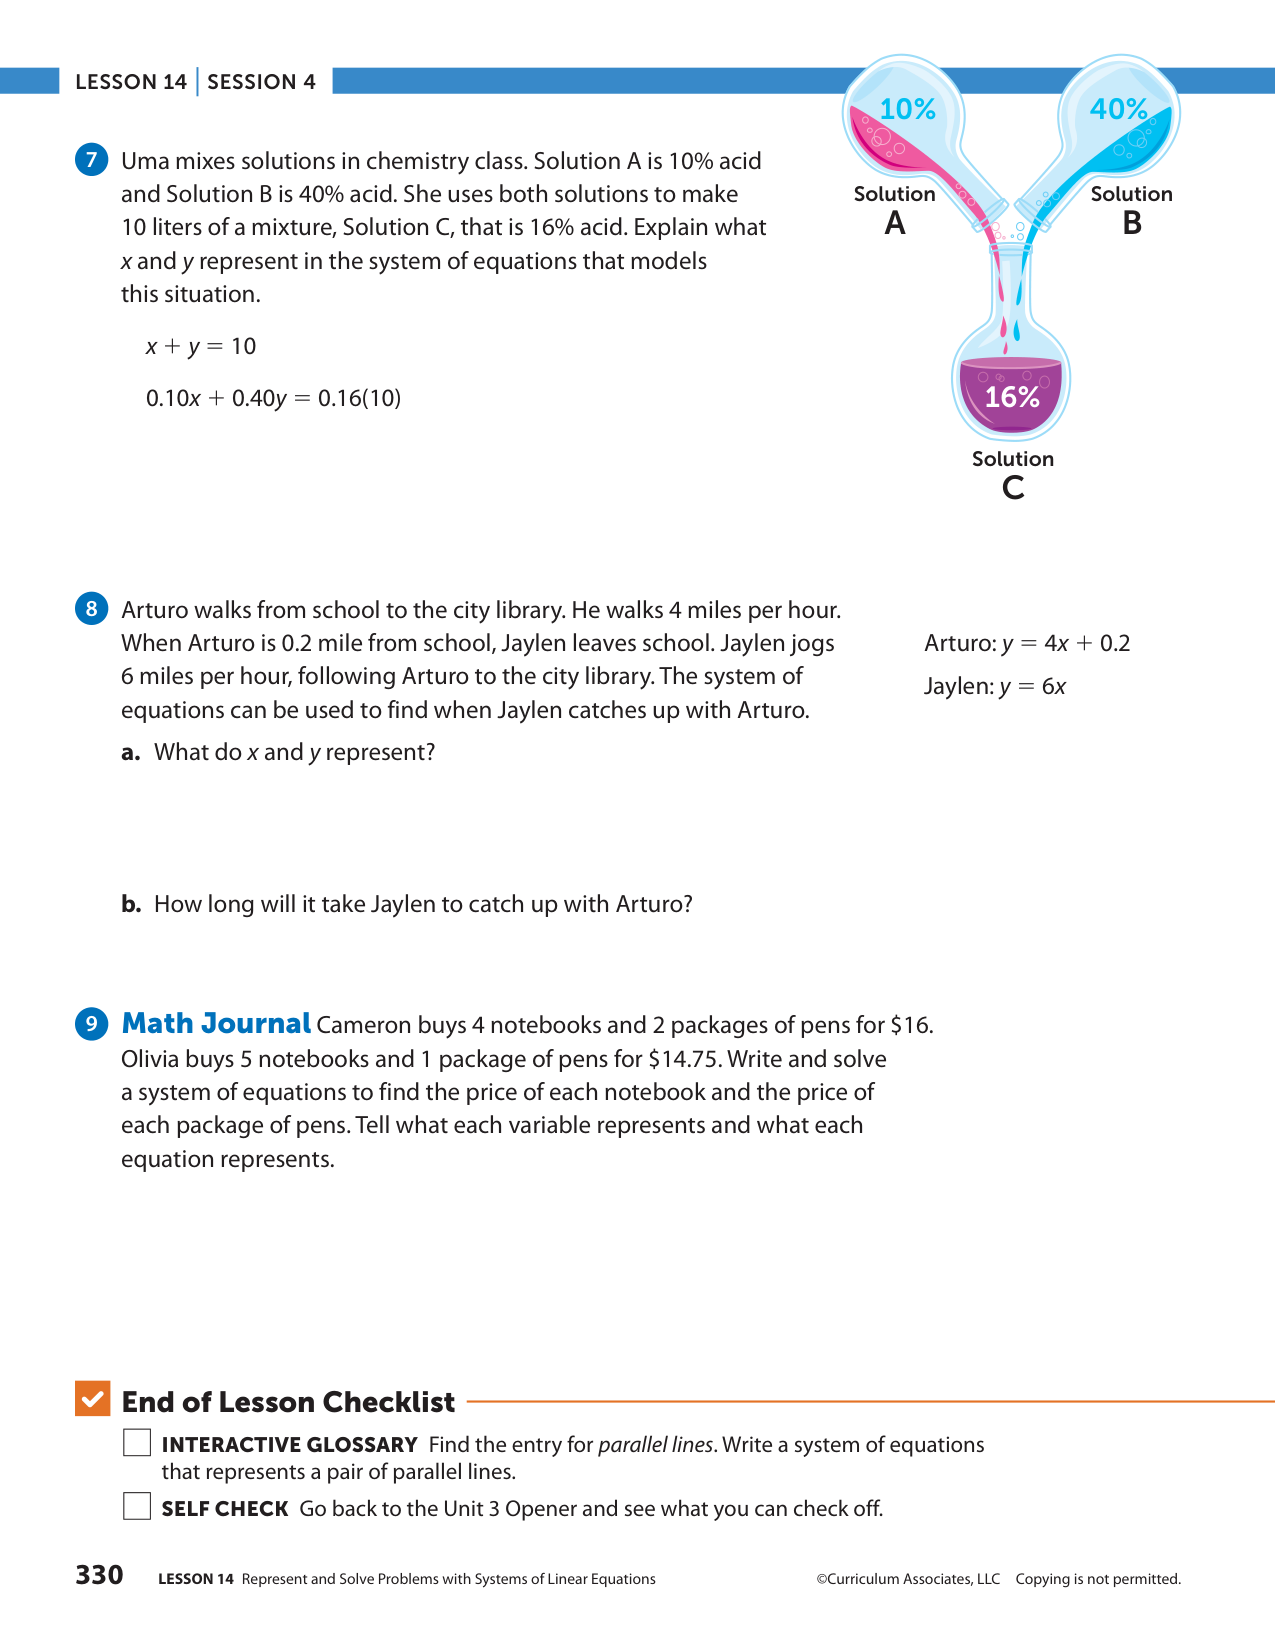 LESSON 14 | SESSION 4
10%
40%
Solution
A
Solution
B
16%
Solution
C
7 Uma mixes solutions in chemistry class. Solution A is 10% acid
and Solution B is 40% acid. She uses both solutions to make
10 liters of a mixture, Solution C, that is 16% acid. Explain what
x and y represent in the system of equations that models
this situation.
x + y = 10
0.10x + 0.40y = 0.16(10)
8 Arturo walks from school to the city library. He walks 4 miles per hour.
When Arturo is 0.2 mile from school, Jaylen leaves school. Jaylen jogs
6 miles per hour, following Arturo to the city library. The system of
equations can be used to find when Jaylen catches up with Arturo.
Arturo: y = 4x + 0.2
Jaylen: y = 6x
a. What do x and y represent?
b. How long will it take Jaylen to catch up with Arturo?
9 Math Journal Cameron buys 4 notebooks and 2 packages of pens for $16.
Olivia buys 5 notebooks and 1 package of pens for $14.75. Write and solve
a system of equations to find the price of each notebook and the price of
each package of pens. Tell what each variable represents and what each
equation represents.
End of Lesson Checklist
INTERACTIVE GLOSSARY Find the entry for parallel lines. Write a system of equations
that represents a pair of parallel lines.
SELF CHECK Go back to the Unit 3 Opener and see what you can check off.
330 LESSON 14 Represent and Solve Problems with Systems of Linear Equations ©Curriculum Associates, LLC Copying is not permitted.